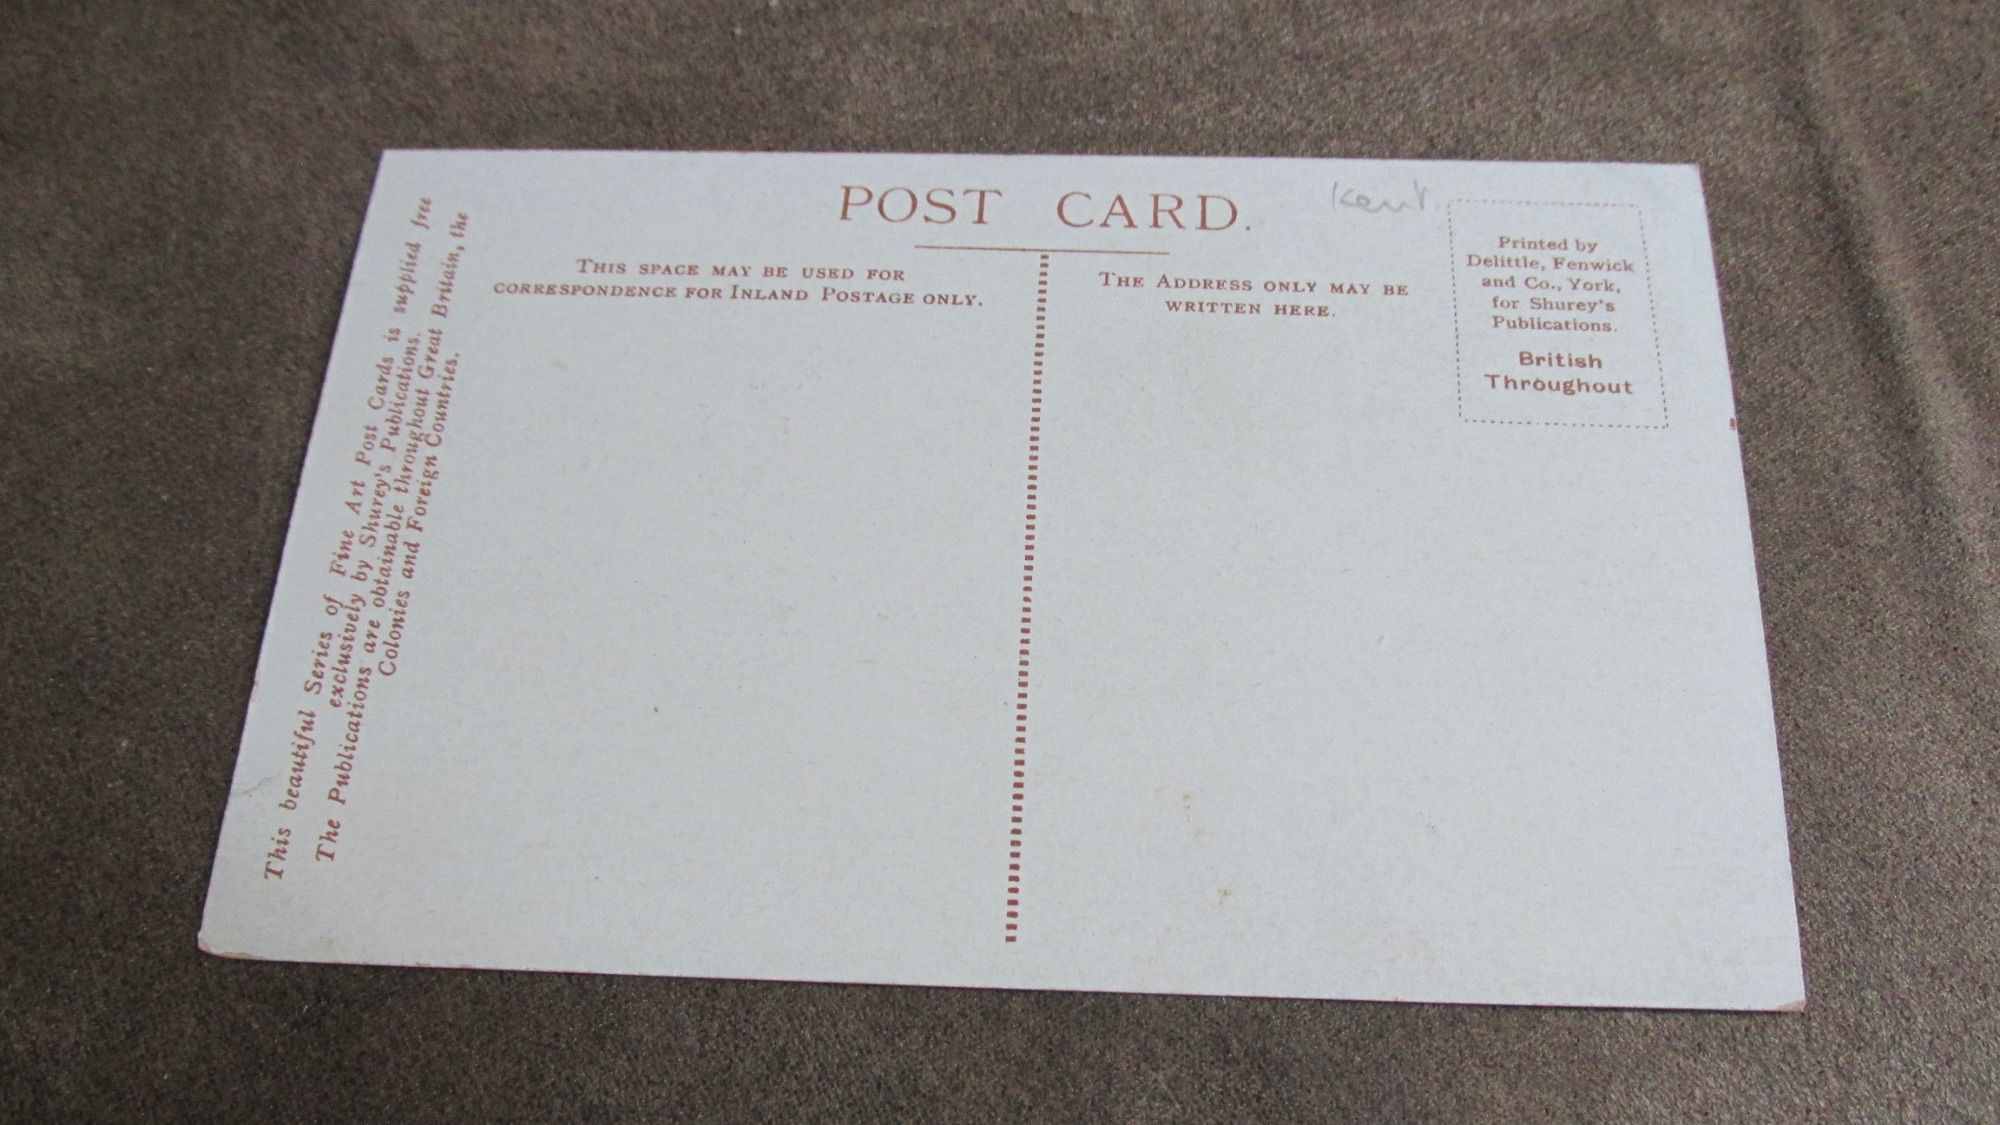 POST CARD.
Kent.
This space may be used for
correspondence for Inland Postage only.
The Address only may be
written here.
Printed by
Delittle, Fenwick
and Co., York,
for Shurey's
Publications.
British
Throughout
This beautiful Series of Fine Art Post Cards is supplied free
exclusively by Shurey's Publications.
The Publications are obtainable throughout Great Britain, the
Colonies and Foreign Countries.